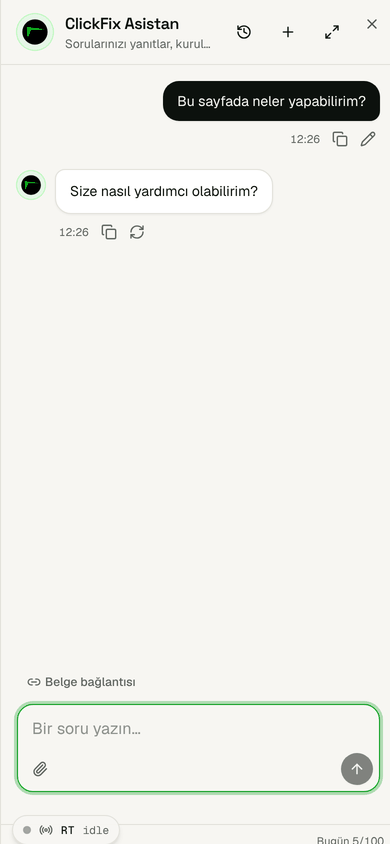 ClickFix Asistan
Sorularınızı yanıtlar, kurul...
Bu sayfada neler yapabilirim?
12:26
Size nasıl yardımcı olabilirim?
12:26
Belge bağlantısı
Bir soru yazın...
RT idle
Bugün 5/100